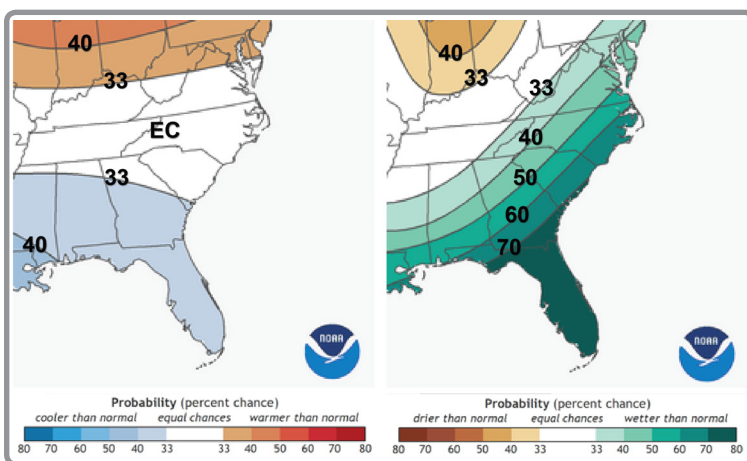 40
33
EC
33
40
NOAA
Probability (percent chance)
cooler than normal equal chances warmer than normal
80 70 60 50 40 33 33 40 50 60 70 80
40
33
33
40
50
60
70
NOAA
Probability (percent chance)
drier than normal equal chances wetter than normal
80 70 60 50 40 33 33 40 50 60 70 80